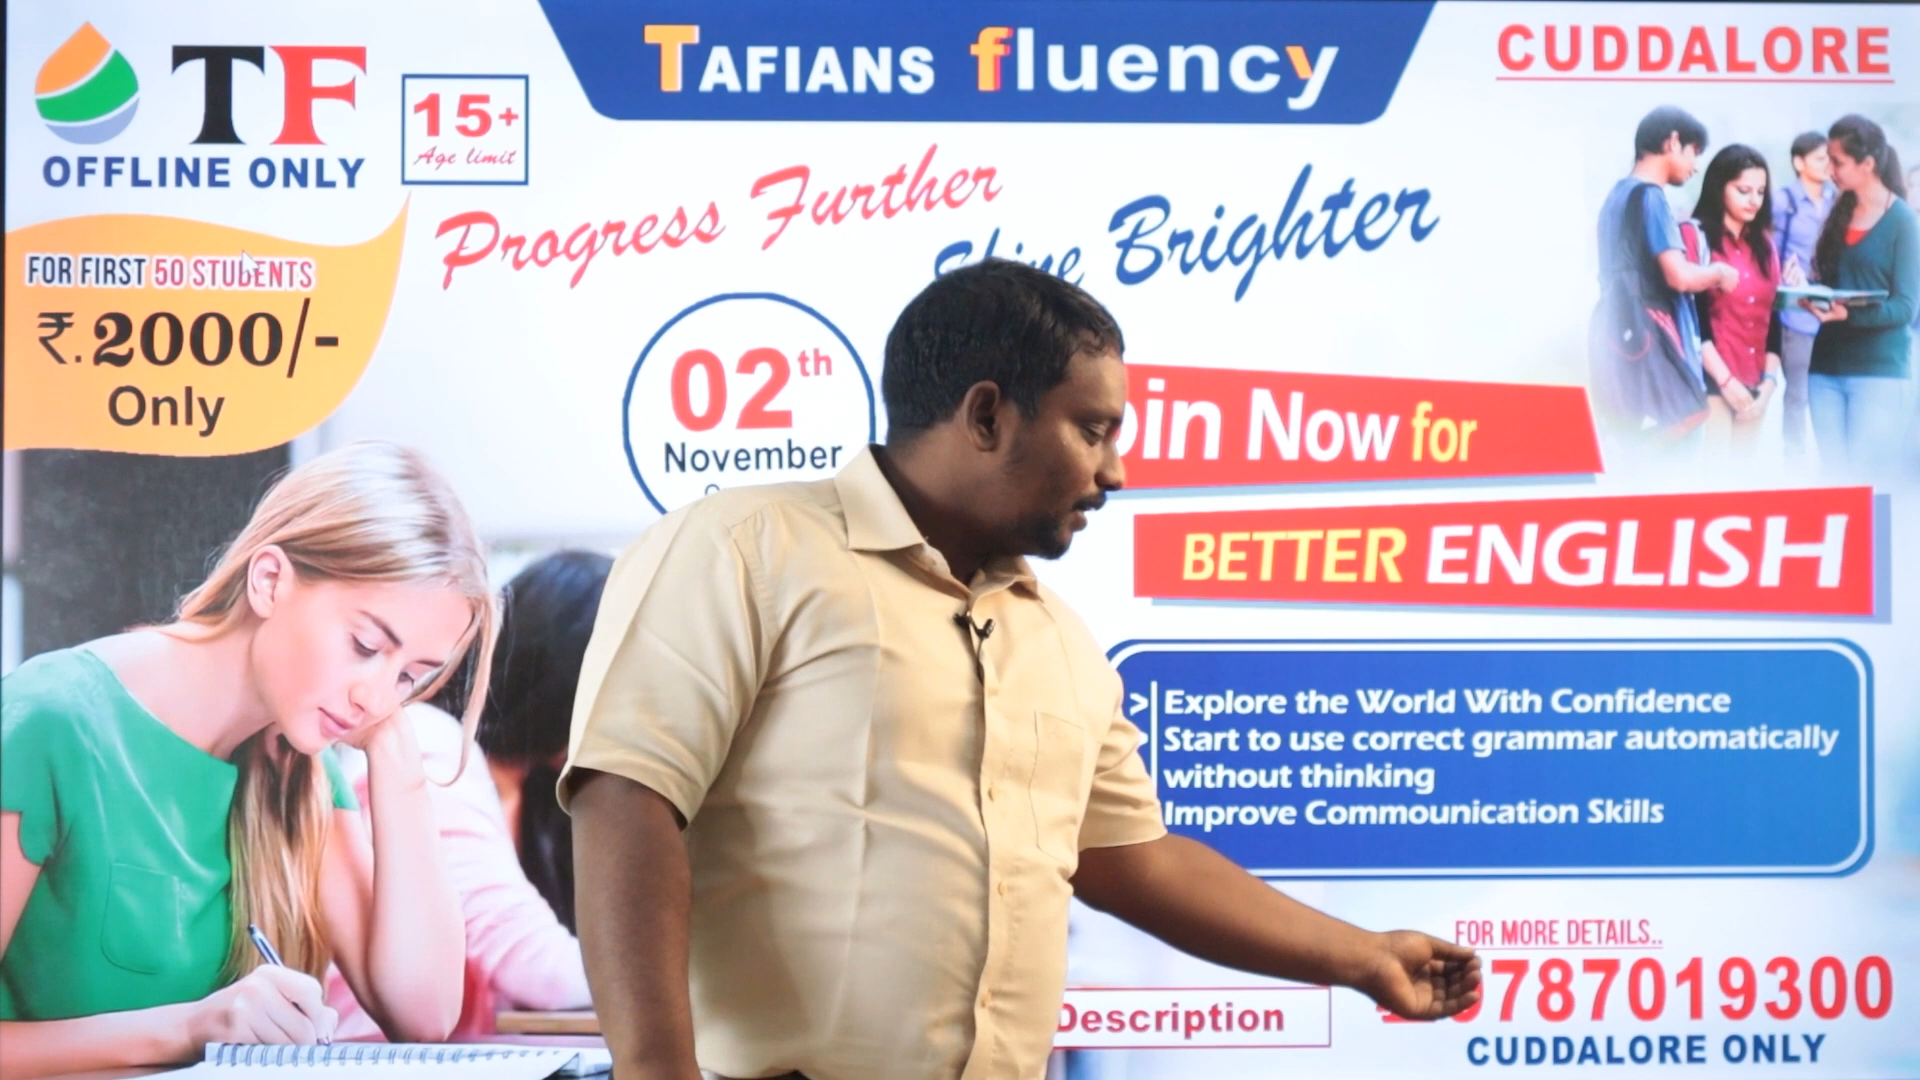 TF
OFFLINE ONLY
15+
Age limit
TAFIANS fluency
CUDDALORE
Progress Further
Shine Brighter
FOR FIRST 50 STUDENTS
₹.2000/-
Only
02th
November
Now for
BETTER ENGLISH
> Explore the World With Confidence
Start to use correct grammar automatically
without thinking
Improve Commounication Skills
FOR MORE DETAILS..
787019300
CUDDALORE ONLY
Description